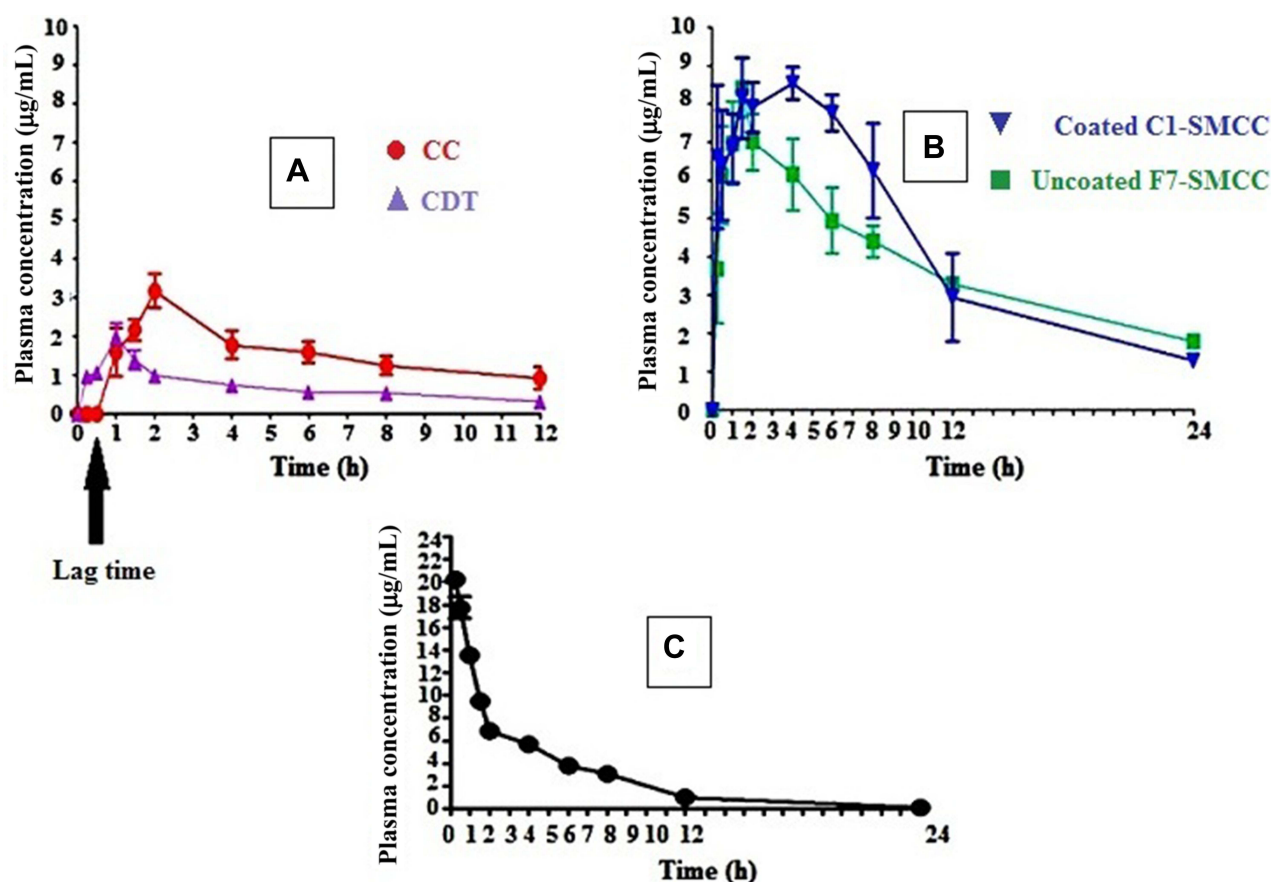 A
CC
CDT
Plasma concentration (µg/mL)
10
9
8
7
6
5
4
3
2
1
0
0 1 2 4 6 7 8 9 10 11 12
3 5
Time (h)
Lag time
B
Coated C1-SMCC
Uncoated F7-SMCC
Plasma concentration (µg/mL)
10
9
8
7
6
5
4
3
2
1
0
0 1 2 3 4 5 6 7 8 9 10 12 24
Time (h)
C
Plasma concentration (µg/mL)
24
22
20
18
16
14
12
10
8
6
4
2
0
0 1 2 3 4 5 6 7 8 9 10 12 24
Time (h)